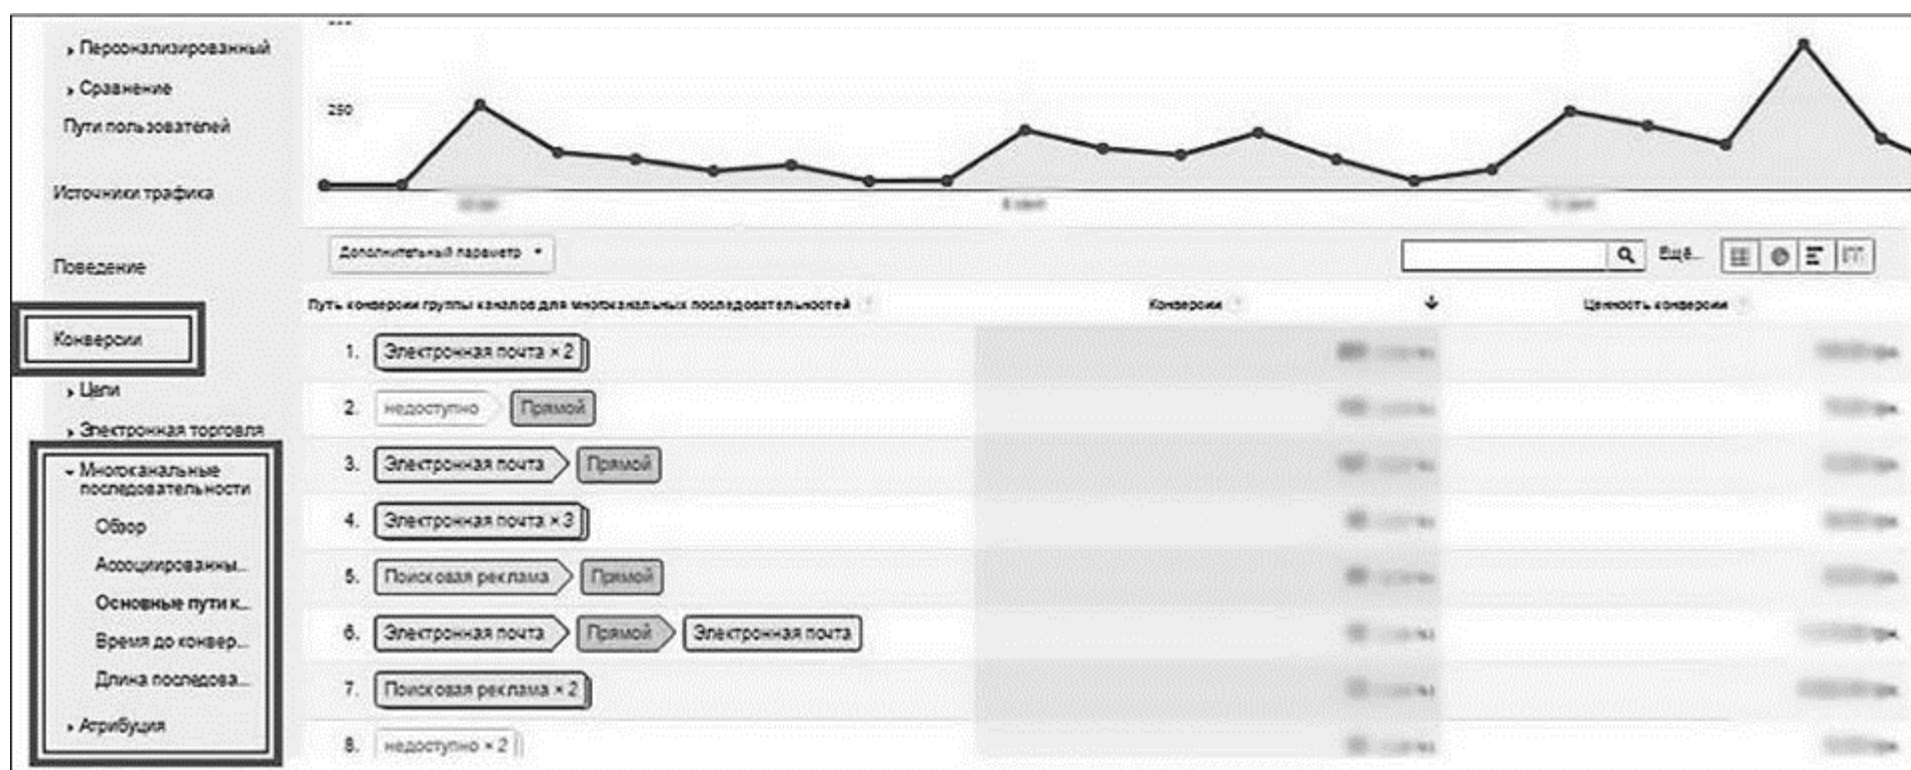 Персонализированный
Сравнение
Пути пользователей
Источники трафика
Поведение
Конверсии
Цели
Электронная торговля
Многоканальные
последовательности
Обзор
Ассоциированны...
Основные пути к...
Время до конвер...
Длина последова...
Атрибуция
250
Дополнительный параметр
Ещё...
Путь конверсии группы каналов для многоканальных последовательностей ? Конверсии ? Ценность конверсии ?
1. Электронная почта × 2
2. недоступно Прямой
3. Электронная почта Прямой
4. Электронная почта × 3
5. Поисковая реклама Прямой
6. Электронная почта Прямой Электронная почта
7. Поисковая реклама × 2
8. недоступно × 2